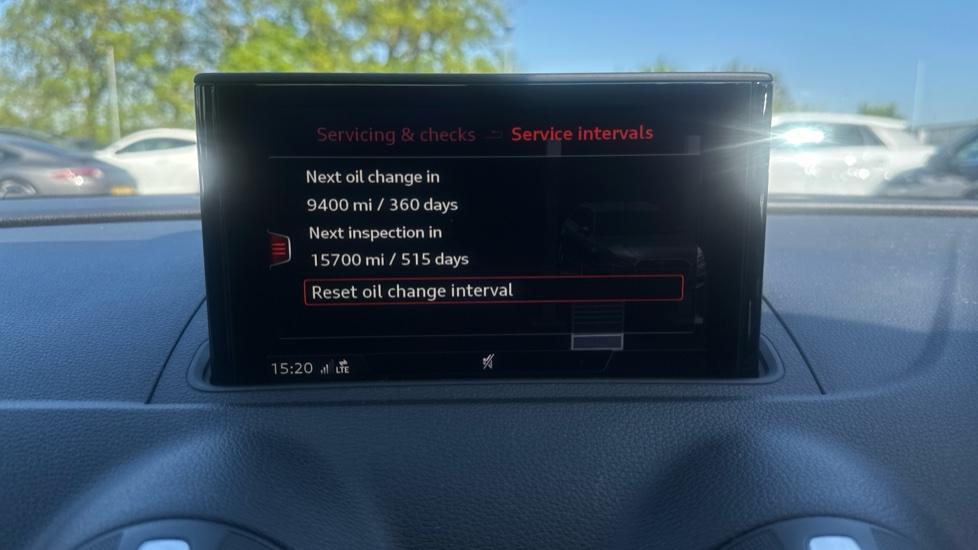 Servicing & checks Service intervals
Next oil change in
9400 mi / 360 days
Next inspection in
15700 mi / 515 days
Reset oil change interval
15:20 LTE